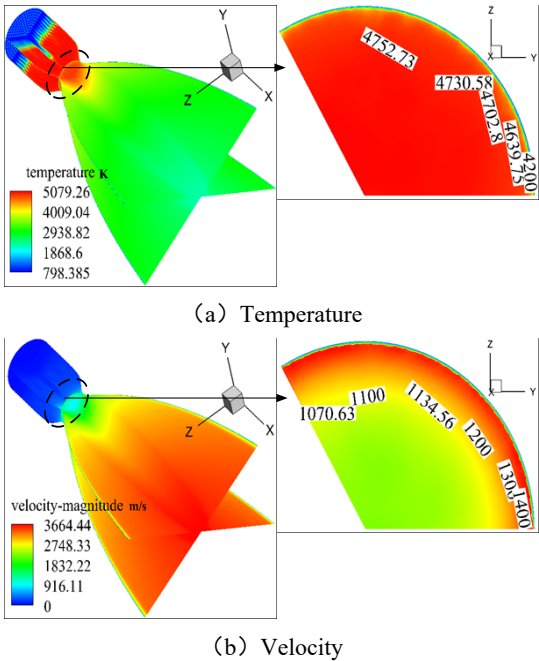 Y
X
Z
temperature K
5079.26
4009.04
2938.82
1868.6
798.385
Z
X
Y
4752.73
4730.58
4702.8
4639.75
4200
（a）Temperature
Y
X
Z
velocity-magnitude m/s
3664.44
2748.33
1832.22
916.11
0
Z
X
Y
1070.63
1100
1134.56
1200
1300
1400
（b）Velocity